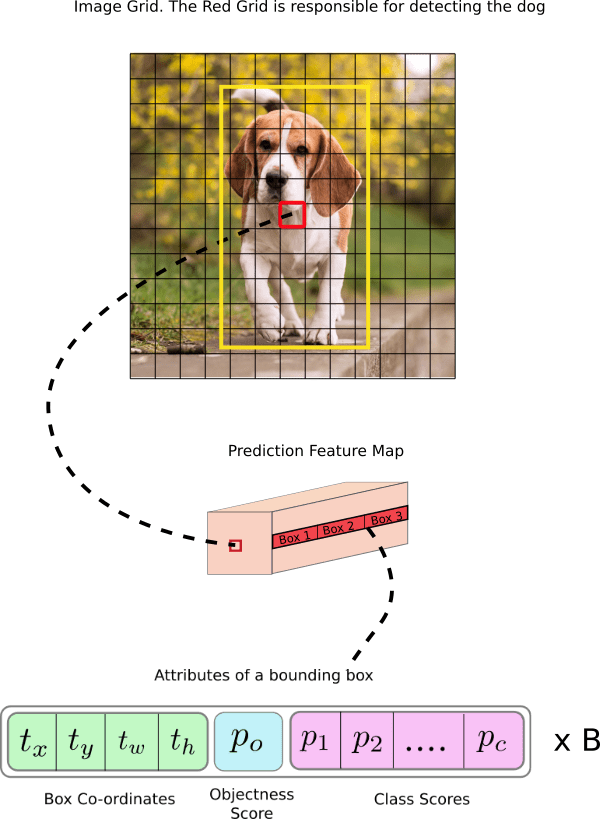 Image Grid. The Red Grid is responsible for detecting the dog
Prediction Feature Map
Box 1 Box 2 Box 3
Attributes of a bounding box
t_x t_y t_w t_h p_o p_1 p_2 .... p_c x B
Box Co-ordinates Objectness Score Class Scores